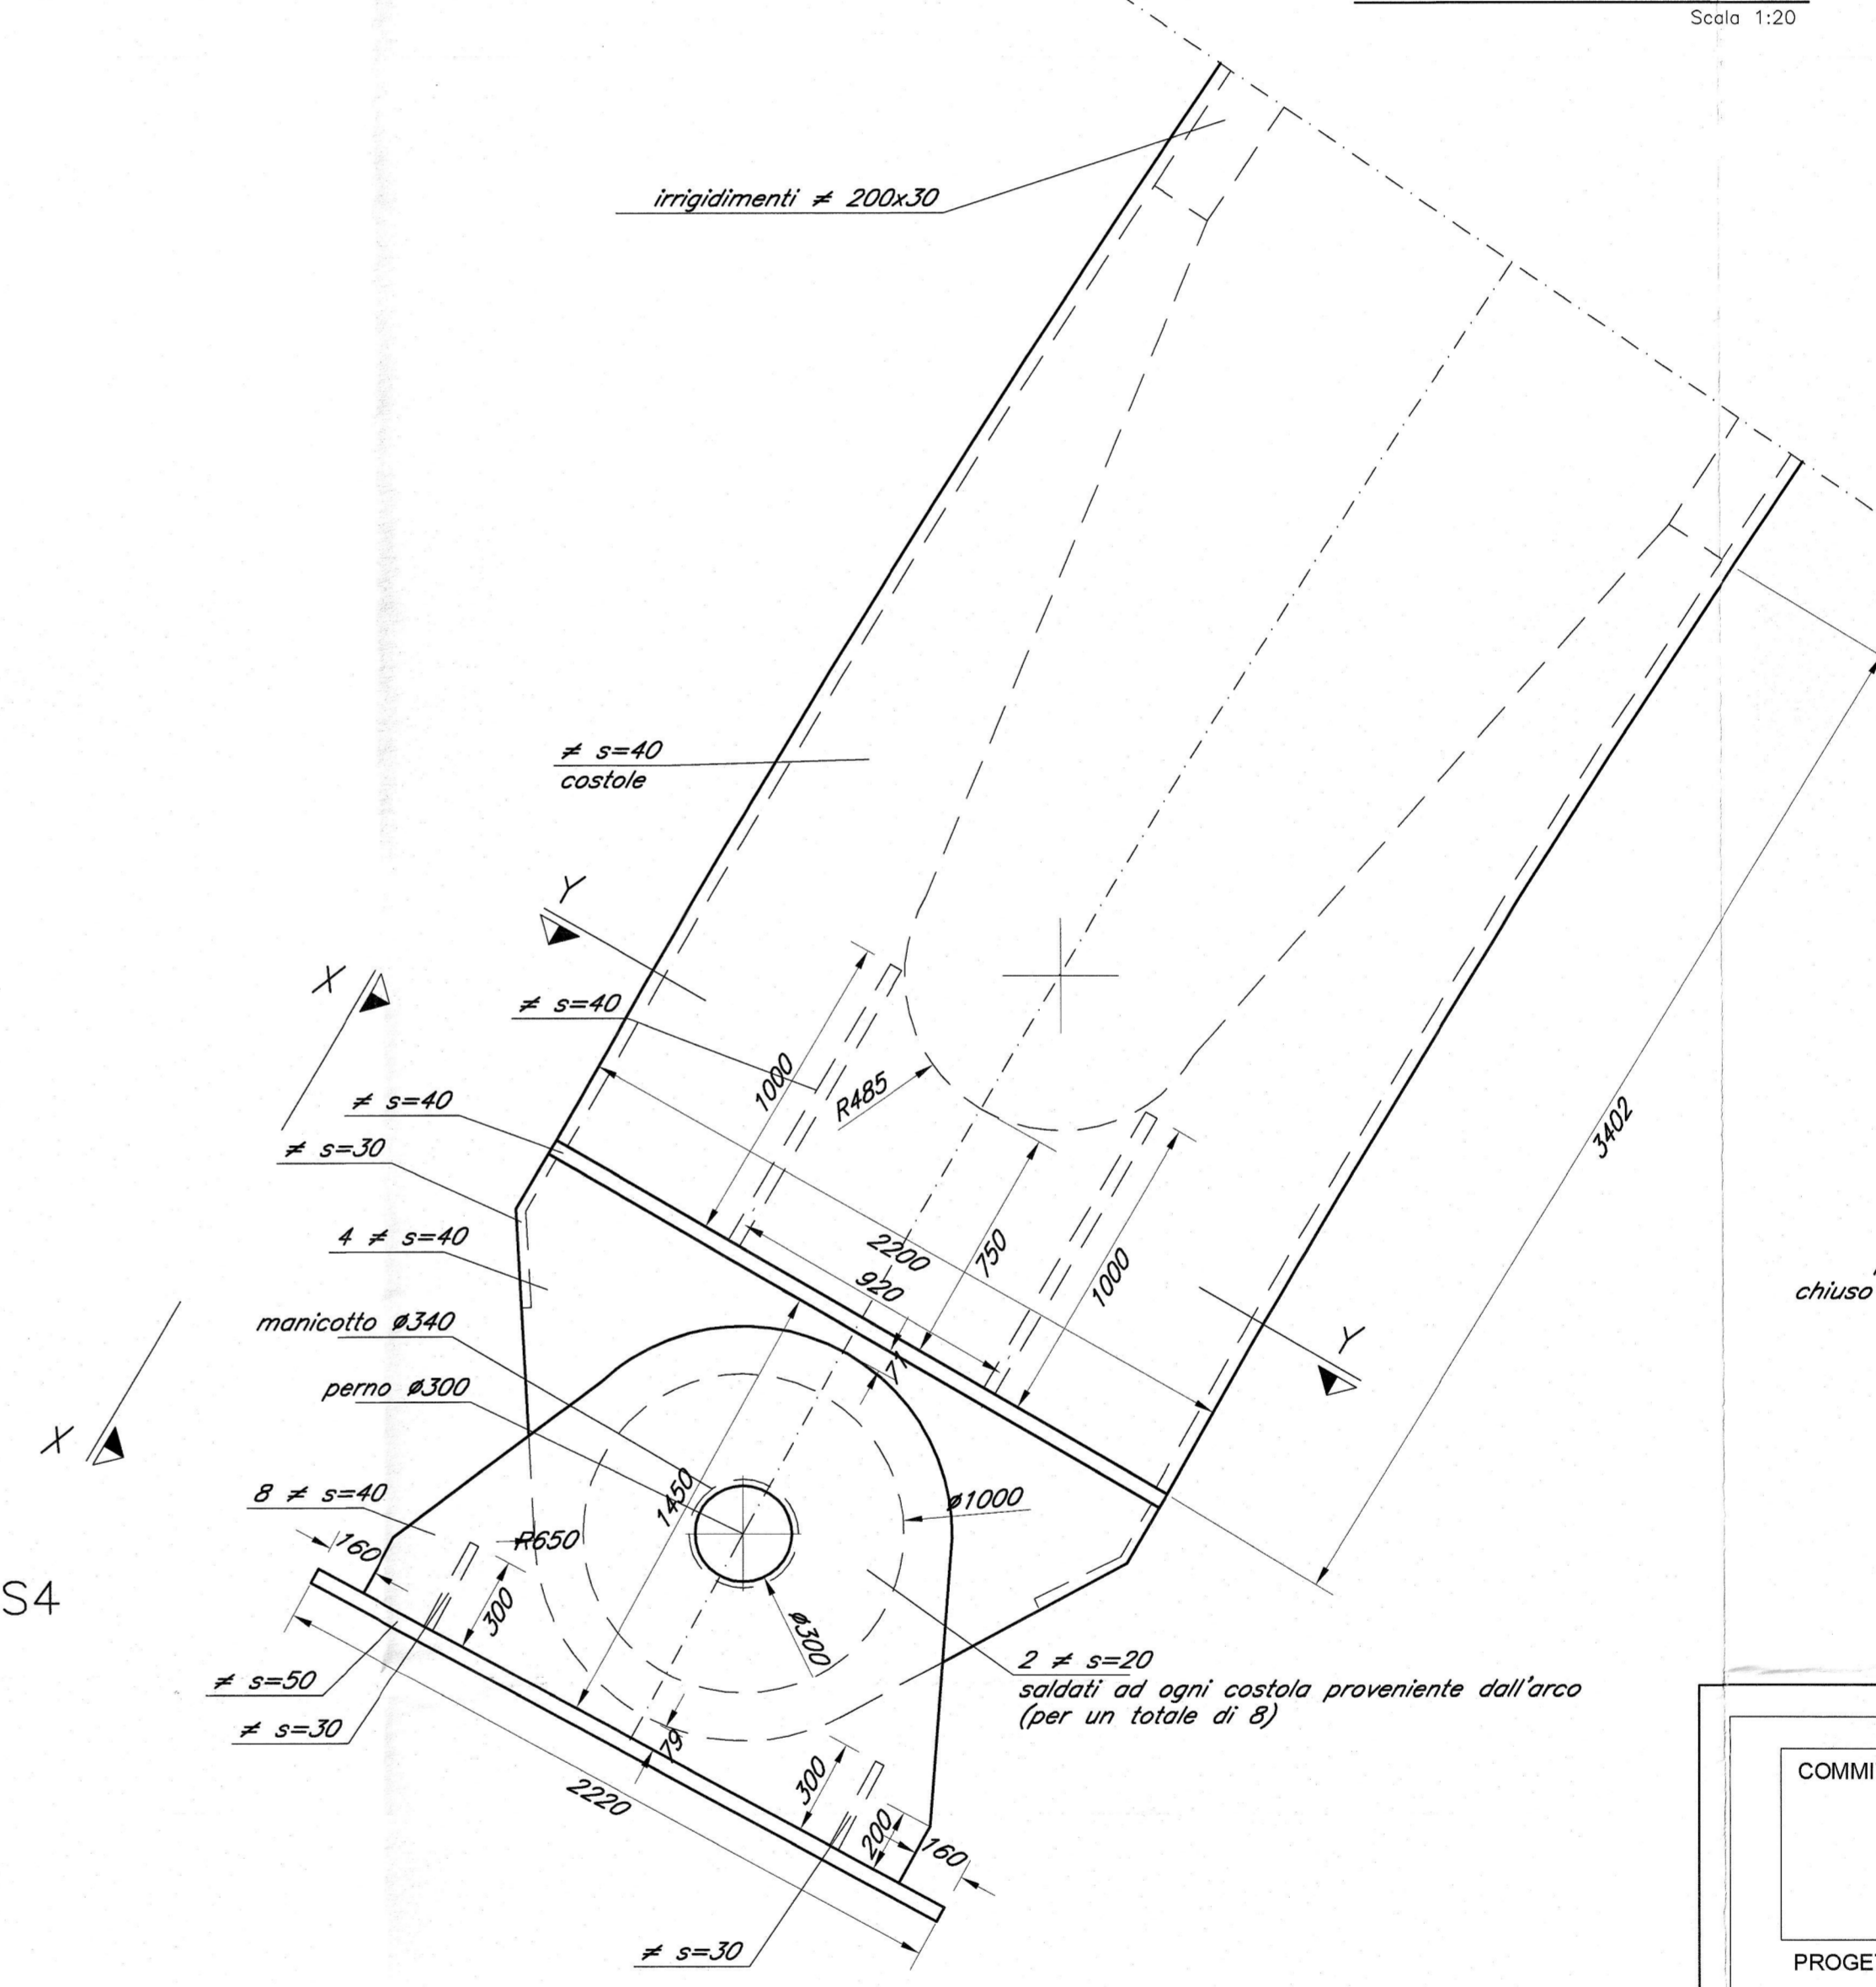 Scala 1:20
irrigidimenti ≠ 200x30
≠ s=40
costole
Y
X
≠ s=40
1000
R485
≠ s=40
≠ s=30
3402
4 ≠ s=40
2200
920
750
1000
chiuso
manicotto ø340
Y
71
perno ø300
X
1450
ø1000
8 ≠ s=40
160
R650
S4
300
ø300
2 ≠ s=20
saldati ad ogni costola proveniente dall'arco
(per un totale di 8)
≠ s=50
≠ s=30
79
300
2220
200
160
COMMI
≠ s=30
PROGE